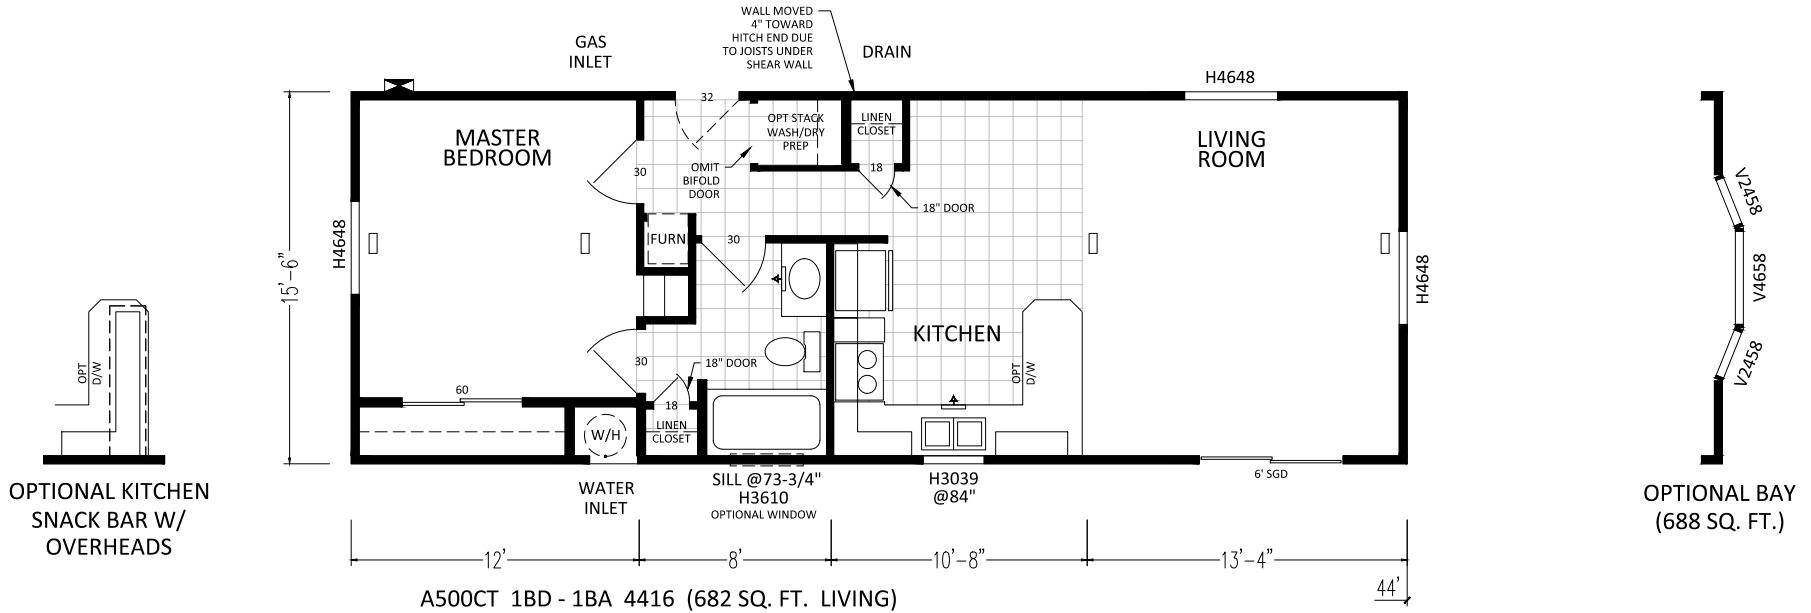 WALL MOVED
4" TOWARD
HITCH END DUE
TO JOISTS UNDER
SHEAR WALL
DRAIN
GAS
INLET
H4648
32
MASTER
BEDROOM
OPT STACK
WASH/DRY
PREP
LINEN
CLOSET
LIVING
ROOM
30
OMIT
BIFOLD
DOOR
18
18" DOOR
V2458
H4648
15'-6"
FURN
30
H4648
V4658
KITCHEN
OPT
D/W
30
18" DOOR
OPT
D/W
V2458
60
18
W/H
LINEN
CLOSET
6' SGD
OPTIONAL KITCHEN
SNACK BAR W/
OVERHEADS
WATER
INLET
SILL @73-3/4"
H3610
OPTIONAL WINDOW
H3039
@84"
OPTIONAL BAY
(688 SQ. FT.)
12'
8'
10'-8"
13'-4"
44'
A500CT 1BD - 1BA 4416 (682 SQ. FT. LIVING)